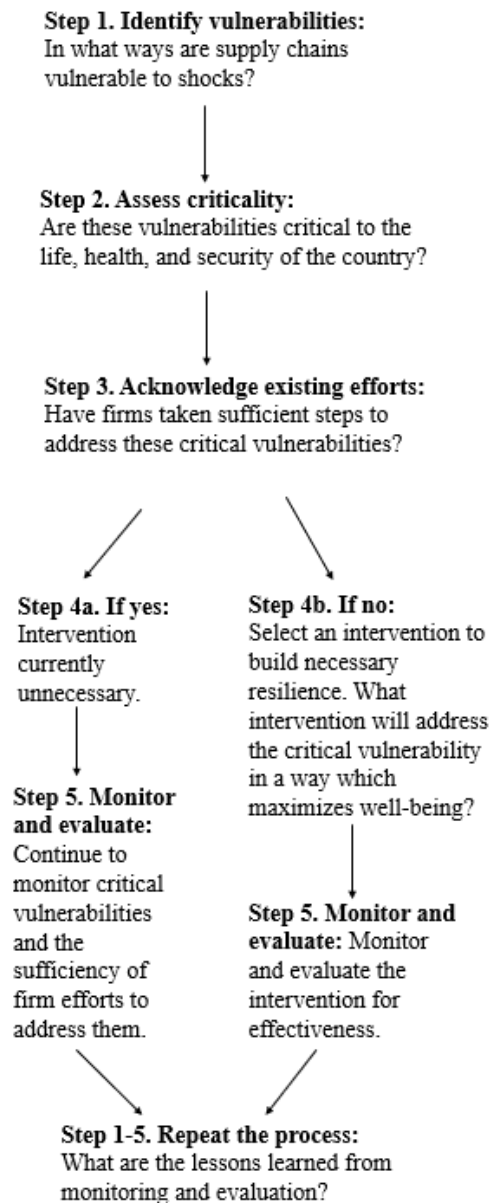 Step 1. Identify vulnerabilities:
In what ways are supply chains
vulnerable to shocks?
Step 2. Assess criticality:
Are these vulnerabilities critical to the
life, health, and security of the country?
Step 3. Acknowledge existing efforts:
Have firms taken sufficient steps to
address these critical vulnerabilities?
Step 4a. If yes:
Intervention
currently
unnecessary.
Step 5. Monitor
and evaluate:
Continue to
monitor critical
vulnerabilities
and the
sufficiency of
firm efforts to
address them.
Step 4b. If no:
Select an intervention to
build necessary
resilience. What
intervention will address
the critical vulnerability
in a way which
maximizes well-being?
Step 5. Monitor and
evaluate: Monitor
and evaluate the
intervention for
effectiveness.
Step 1-5. Repeat the process:
What are the lessons learned from
monitoring and evaluation?